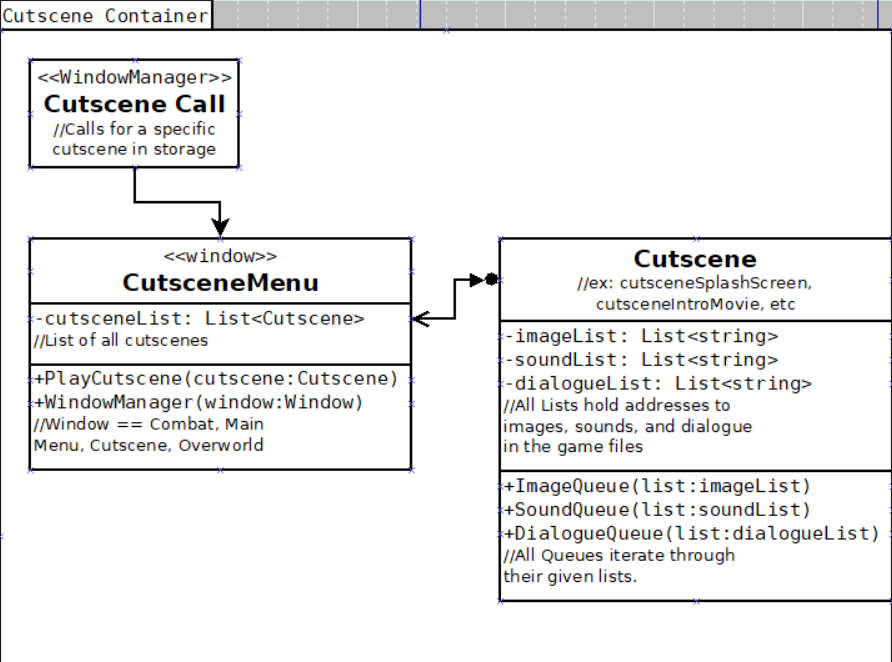 Cutscene Container
<<WindowManager>>
Cutscene Call
//Calls for a specific
cutscene in storage
<<window>>
CutsceneMenu
-cutsceneList: List<Cutscene>
//List of all cutscenes
+PlayCutscene(cutscene:Cutscene)
+WindowManager(window:Window)
//Window == Combat, Main
Menu, Cutscene, Overworld
Cutscene
//ex: cutsceneSplashScreen,
cutsceneIntroMovie, etc
-imageList: List<string>
-soundList: List<string>
-dialogueList: List<string>
//All Lists hold addresses to
images, sounds, and dialogue
in the game files
+ImageQueue(list:imageList)
+SoundQueue(list:soundList)
+DialogueQueue(list:dialogueList)
//All Queues iterate through
their given lists.